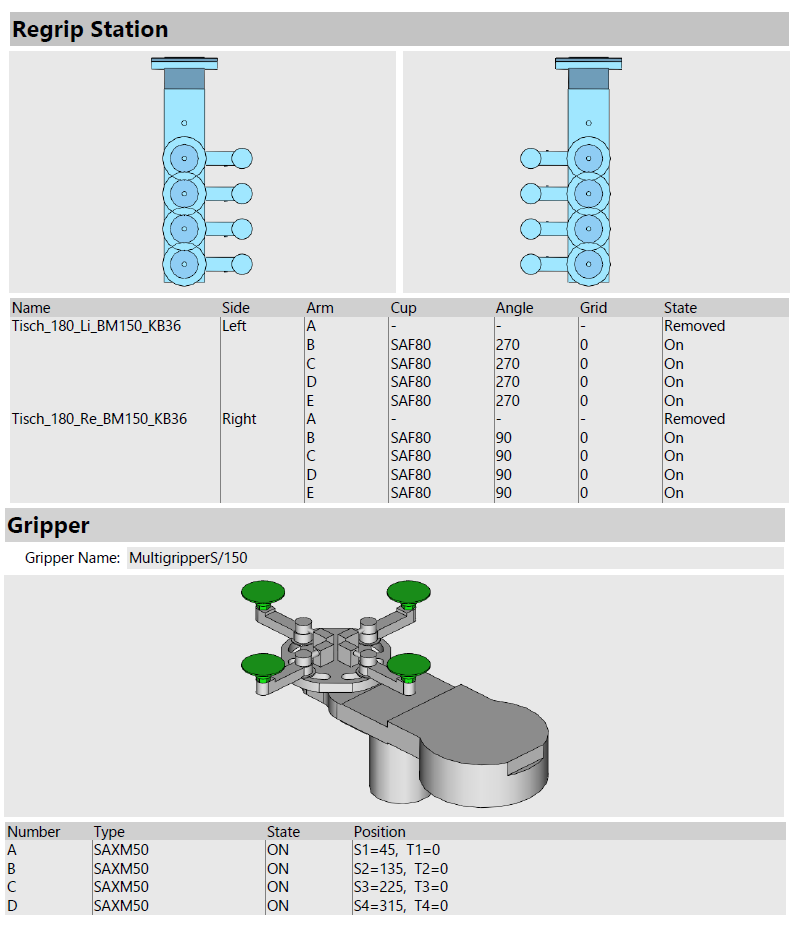 Regrip Station
Name Side Arm Cup Angle Grid State
Tisch_180_Li_BM150_KB36 Left A - - - Removed
B SAF80 270 0 On
C SAF80 270 0 On
D SAF80 270 0 On
E SAF80 270 0 On
Tisch_180_Re_BM150_KB36 Right A - - - Removed
B SAF80 90 0 On
C SAF80 90 0 On
D SAF80 90 0 On
E SAF80 90 0 On
Gripper
Gripper Name: MultigripperS/150
Number Type State Position
A SAXM50 ON S1=45, T1=0
B SAXM50 ON S2=135, T2=0
C SAXM50 ON S3=225, T3=0
D SAXM50 ON S4=315, T4=0